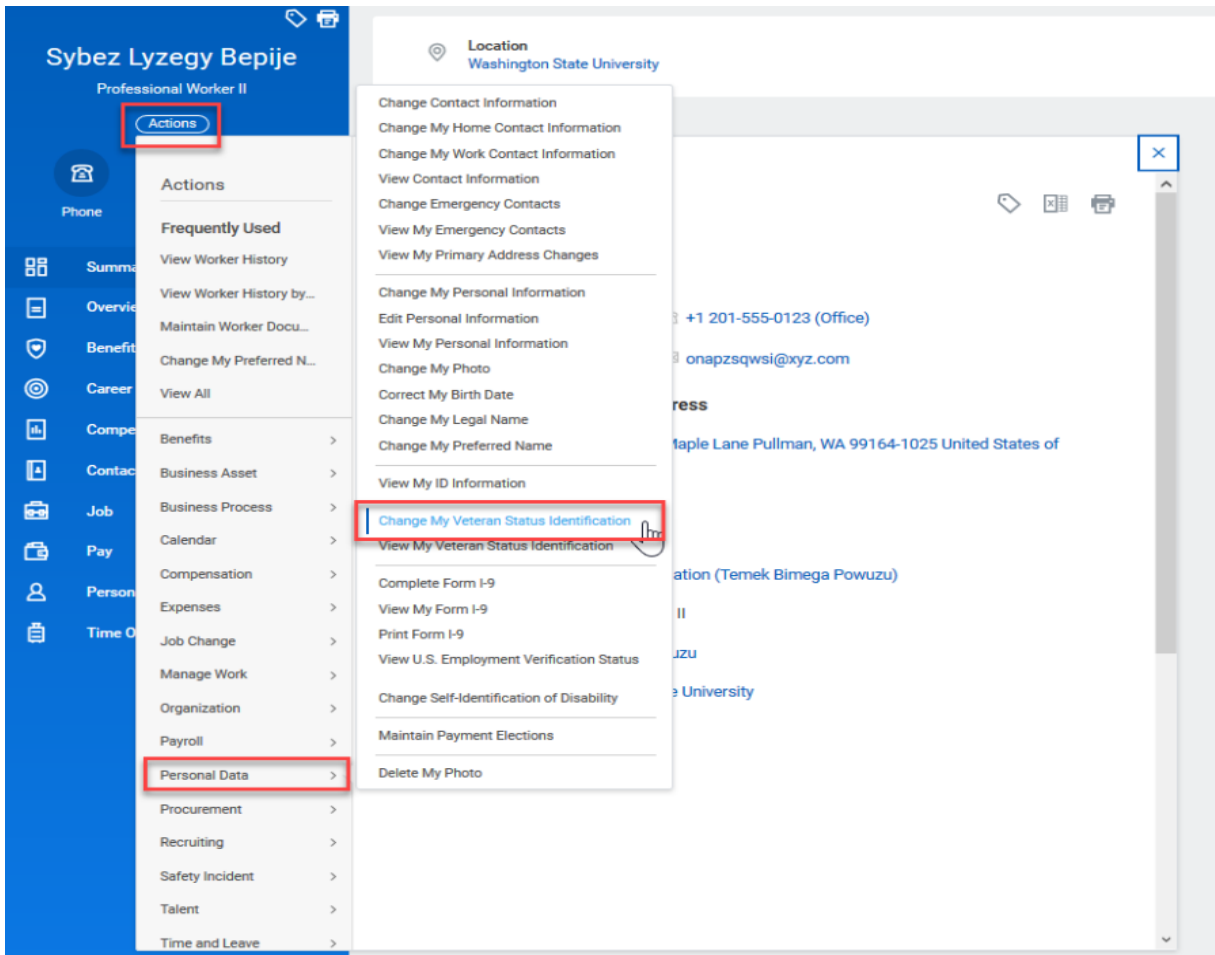 Sybez Lyzegy Bepije
Professional Worker II
Actions
Phone
Summa
Overvie
Benefit
Career
Compe
Contac
Job
Pay
Person
Time O
Actions
Frequently Used
View Worker History
View Worker History by...
Maintain Worker Docu...
Change My Preferred N...
View All
Benefits
Business Asset
Business Process
Calendar
Compensation
Expenses
Job Change
Manage Work
Organization
Payroll
Personal Data
Procurement
Recruiting
Safety Incident
Talent
Time and Leave
Change Contact Information
Change My Home Contact Information
Change My Work Contact Information
View Contact Information
Change Emergency Contacts
View My Emergency Contacts
View My Primary Address Changes
Change My Personal Information
Edit Personal Information
View My Personal Information
Change My Photo
Correct My Birth Date
Change My Legal Name
Change My Preferred Name
View My ID Information
Change My Veteran Status Identification
View My Veteran Status Identification
Complete Form I-9
View My Form I-9
Print Form I-9
View U.S. Employment Verification Status
Change Self-Identification of Disability
Maintain Payment Elections
Delete My Photo
Location
Washington State University
+1 201-555-0123 (Office)
onapzsqwsi@xyz.com
ress
Maple Lane Pullman, WA 99164-1025 United States of
ation (Temek Bimega Powuzu)
II
uzu
e University